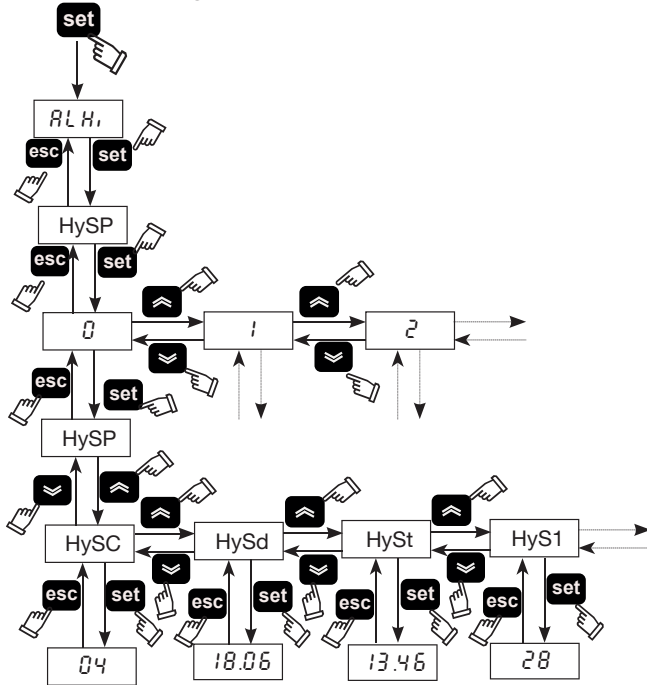 set
ALHi
esc set
HySP
esc set
0 1 2
esc set
HySP
HySC HySd HySt HyS1
esc set esc set esc set esc set
04 18.06 13.46 28